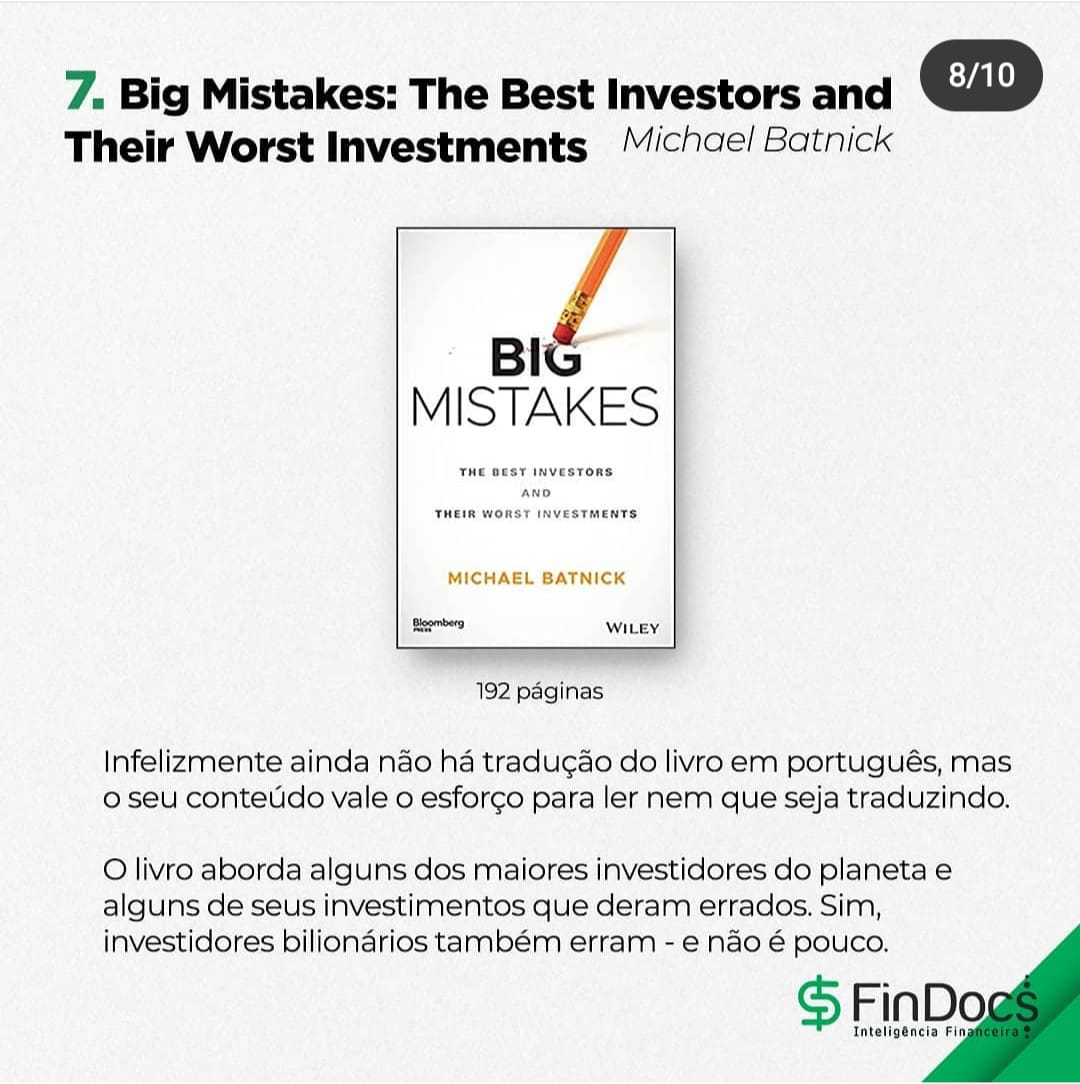 7. Big Mistakes: The Best Investors and
8/10
Their Worst Investments Michael Batnick
BIG
MISTAKES
THE BEST INVESTORS
AND
THEIR WORST INVESTMENTS
MICHAEL BATNICK
Bloomberg
PRESS
WILEY
192 páginas
Infelizmente ainda não há tradução do livro em português, mas
o seu conteúdo vale o esforço para ler nem que seja traduzindo.
O livro aborda alguns dos maiores investidores do planeta e
alguns de seus investimentos que deram errados. Sim,
investidores bilionários também erram - e não é pouco.
FinDocs
Inteligência Financeira